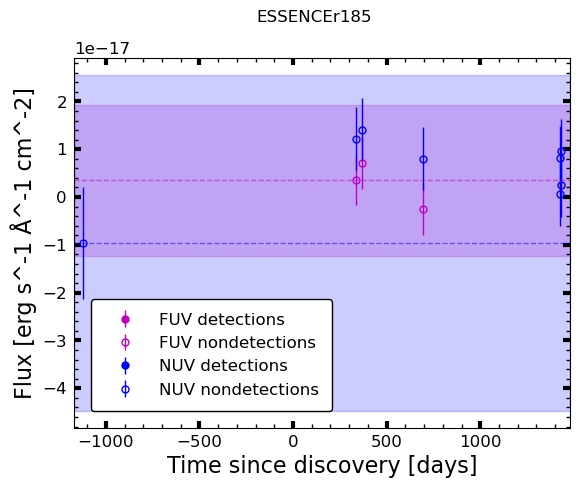 ESSENCEr185
1e−17
Flux [erg s^-1 Å^-1 cm^-2]
2
1
0
−1
−2
−3
−4
FUV detections
FUV nondetections
NUV detections
NUV nondetections
−1000 −500 0 500 1000
Time since discovery [days]